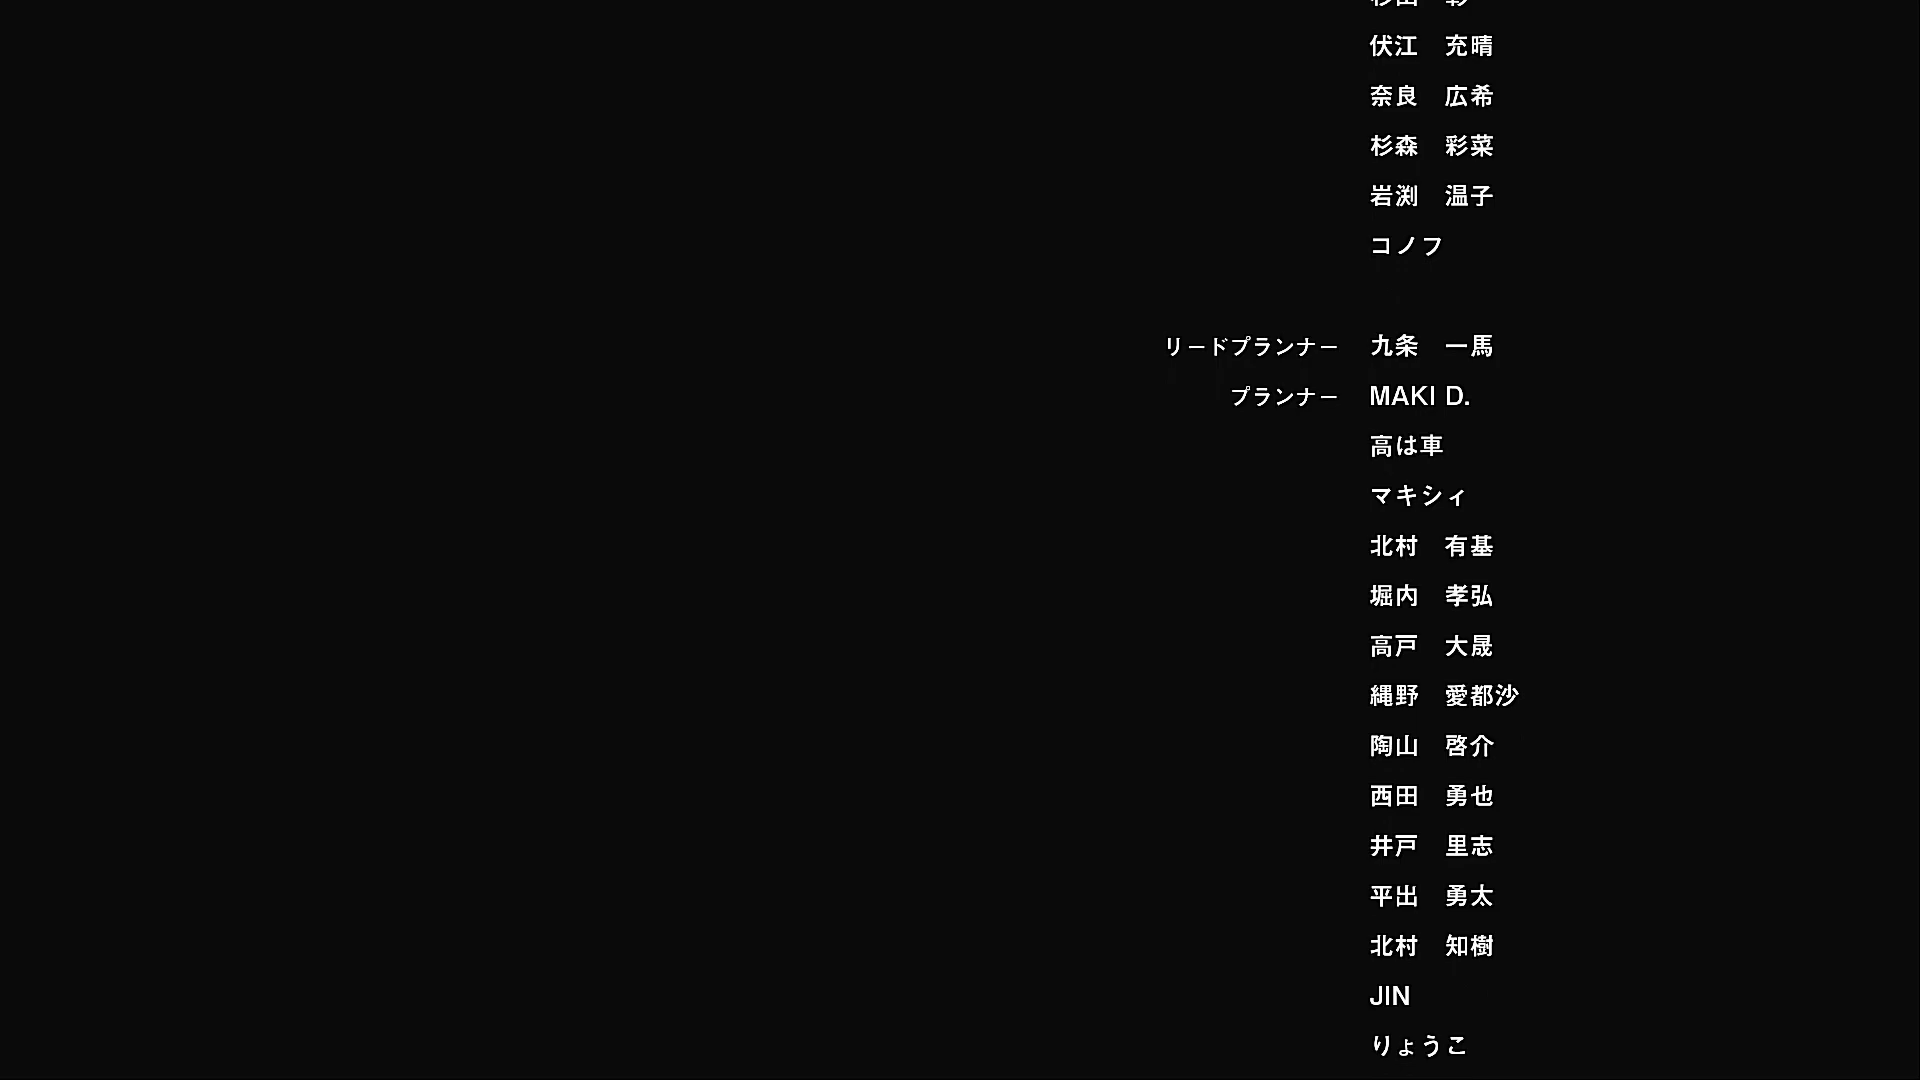 伏江　充晴
奈良　広希
杉森　彩菜
岩渕　温子
コノフ
リードプランナー　九条　一馬
プランナー　MAKI D.
高は車
マキシィ
北村　有基
堀内　孝弘
高戸　大晟
縄野　愛都沙
陶山　啓介
西田　勇也
井戸　里志
平出　勇太
北村　知樹
JIN
りょうこ